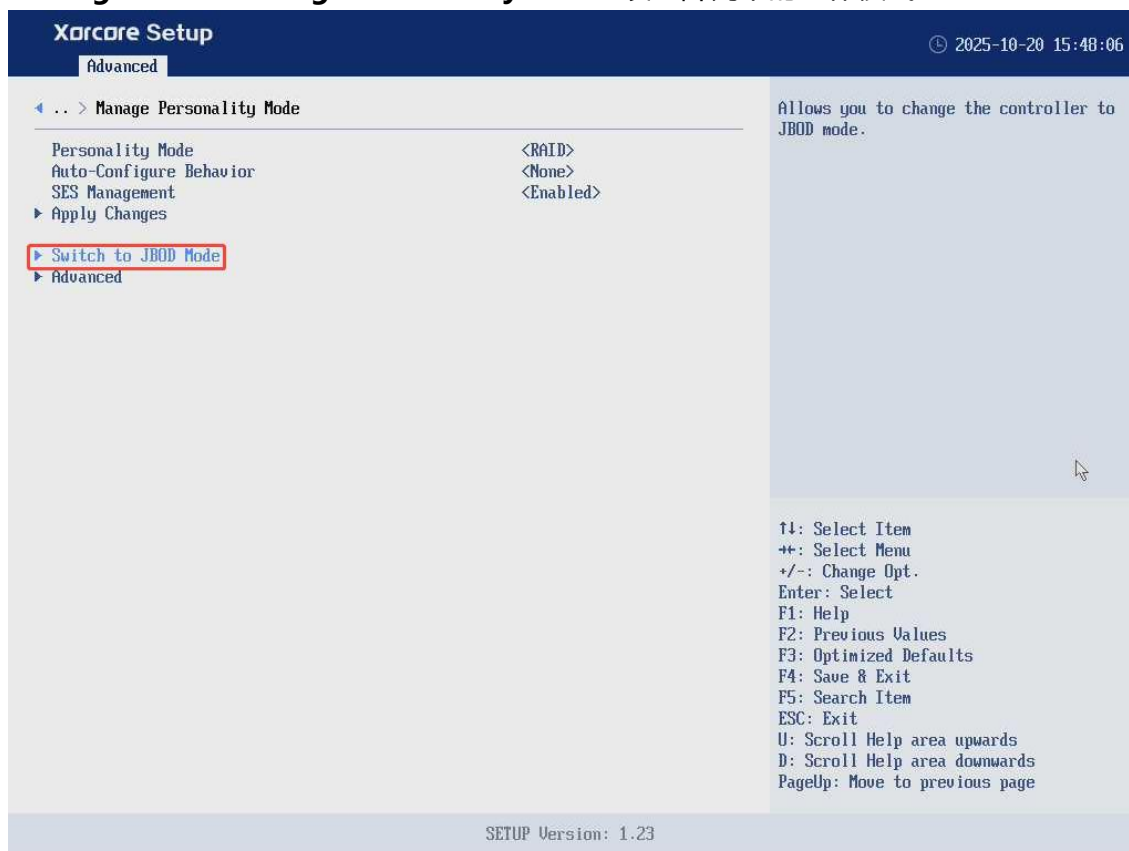 Xarcare Setup
2025-10-20 15:48:06
Advanced
.. > Manage Personality Mode
Personality Mode <RAID>
Auto-Configure Behavior <None>
SES Management <Enabled>
Apply Changes
Switch to JBOD Mode
Advanced
Allows you to change the controller to
JBOD mode.
↑↓: Select Item
→←: Select Menu
+/-: Change Opt.
Enter: Select
F1: Help
F2: Previous Values
F3: Optimized Defaults
F4: Save & Exit
F5: Search Item
ESC: Exit
U: Scroll Help area upwards
D: Scroll Help area downwards
PageUp: Move to previous page
SETUP Version: 1.23